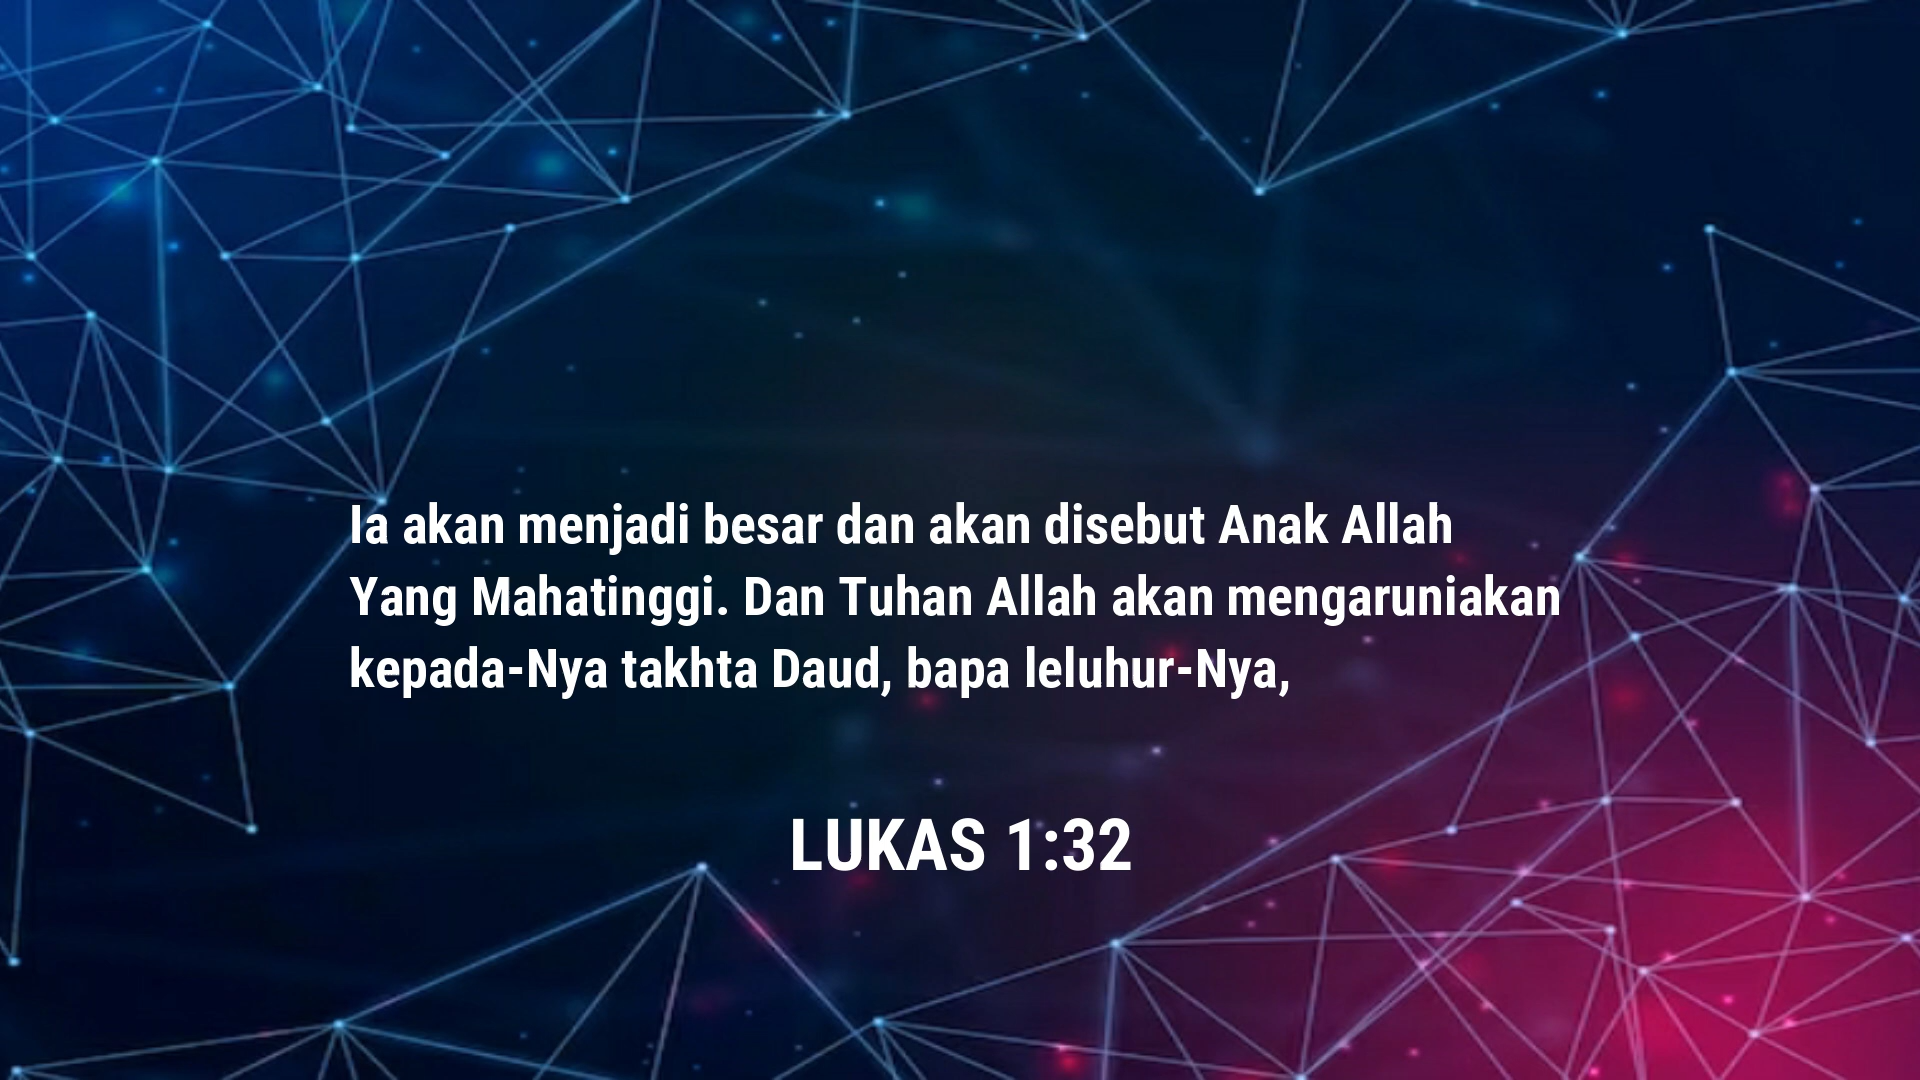 Ia akan menjadi besar dan akan disebut Anak Allah
Yang Mahatinggi. Dan Tuhan Allah akan mengaruniakan
kepada-Nya takhta Daud, bapa leluhur-Nya,
LUKAS 1:32